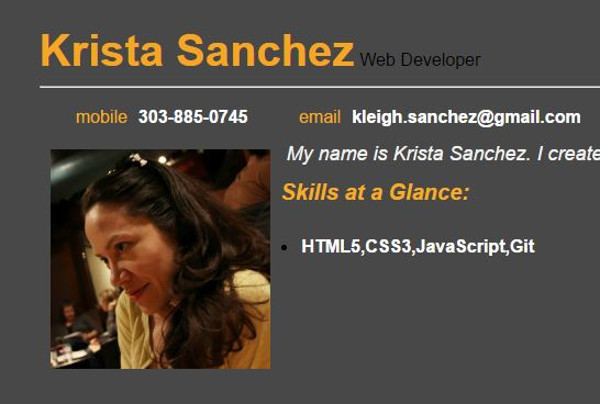 Krista Sanchez Web Developer
mobile 303-885-0745 email kleigh.sanchez@gmail.com
My name is Krista Sanchez. I create
Skills at a Glance:
HTML5,CSS3,JavaScript,Git